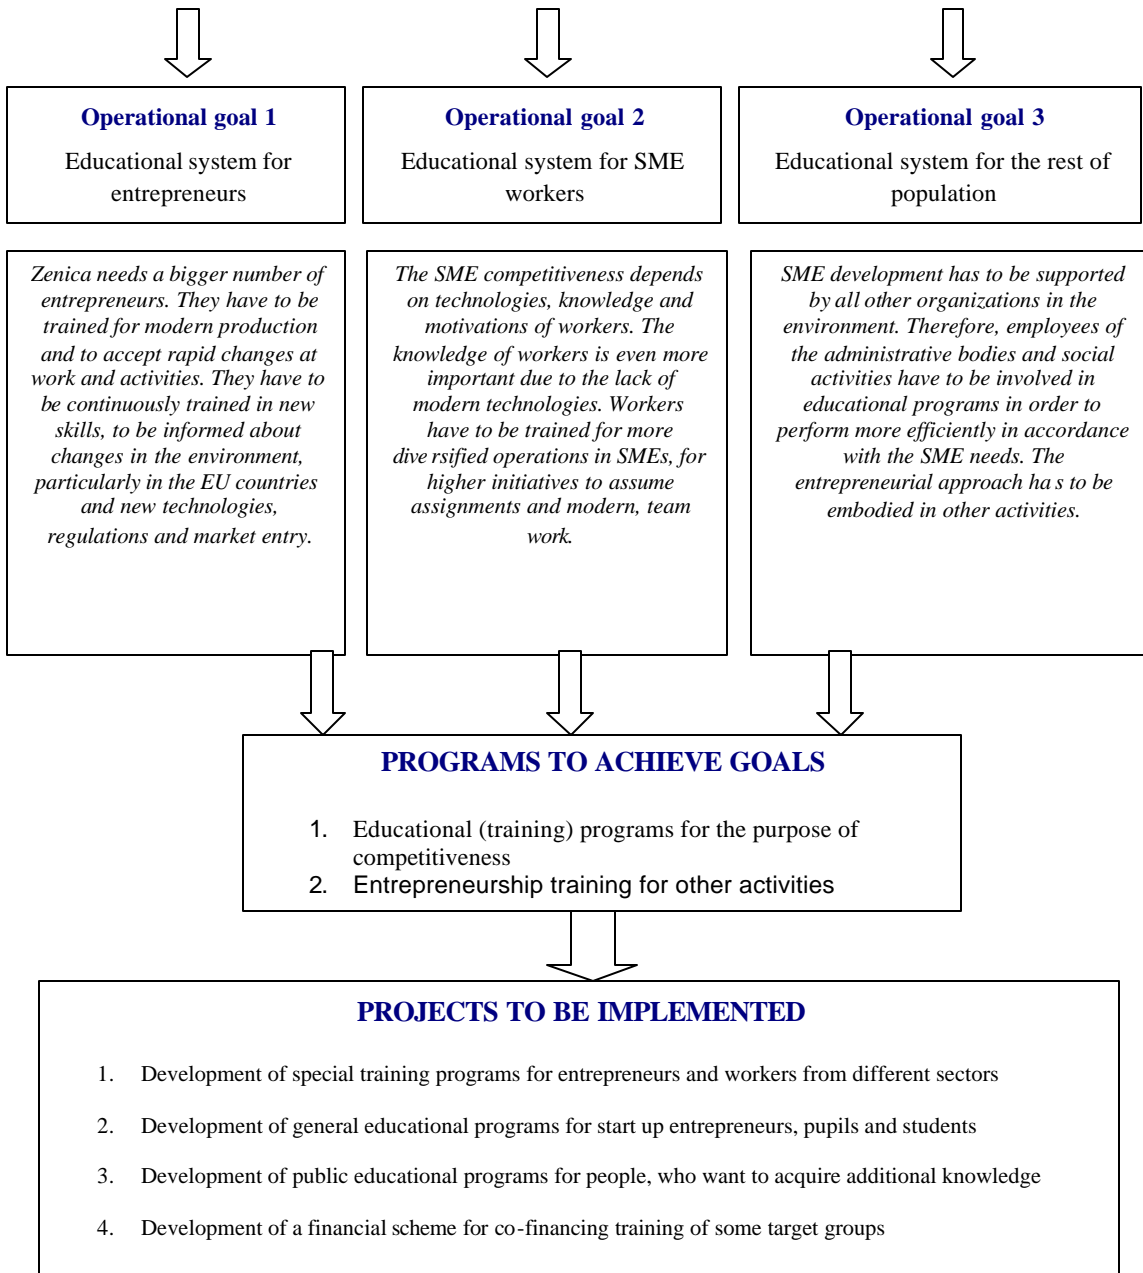 Operational goal 1
Educational system for
entrepreneurs
Operational goal 2
Educational system for SME
workers
Operational goal 3
Educational system for the rest of
population
Zenica needs a bigger number of
entrepreneurs. They have to be
trained for modern production
and to accept rapid changes at
work and activities. They have to
be continuously trained in new
skills, to be informed about
changes in the environment,
particularly in the EU countries
and new technologies,
regulations and market entry.
The SME competitiveness depends
on technologies, knowledge and
motivations of workers. The
knowledge of workers is even more
important due to the lack of
modern technologies. Workers
have to be trained for more
dive rsified operations in SMEs, for
higher initiatives to assume
assignments and modern, team
work.
SME development has to be supported
by all other organizations in the
environment. Therefore, employees of
the administrative bodies and social
activities have to be involved in
educational programs in order to
perform more efficiently in accordance
with the SME needs. The
entrepreneurial approach ha s to be
embodied in other activities.
PROGRAMS TO ACHIEVE GOALS
1. Educational (training) programs for the purpose of
competitiveness
2. Entrepreneurship training for other activities
PROJECTS TO BE IMPLEMENTED
1. Development of special training programs for entrepreneurs and workers from different sectors
2. Development of general educational programs for start up entrepreneurs, pupils and students
3. Development of public educational programs for people, who want to acquire additional knowledge
4. Development of a financial scheme for co-financing training of some target groups